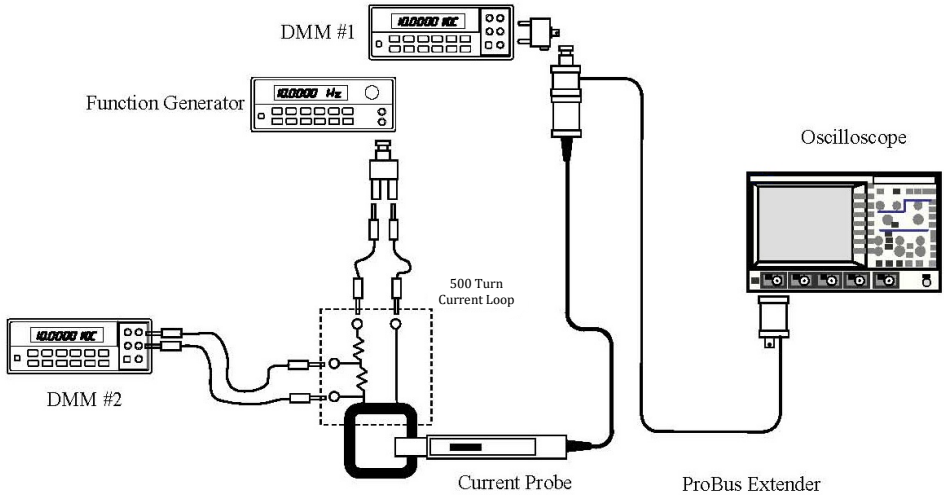 DMM #1
10.0000 VDC
Function Generator
10.0000 Hz
Oscilloscope
500 Turn
Current Loop
10.0000 VDC
DMM #2
Current Probe
ProBus Extender